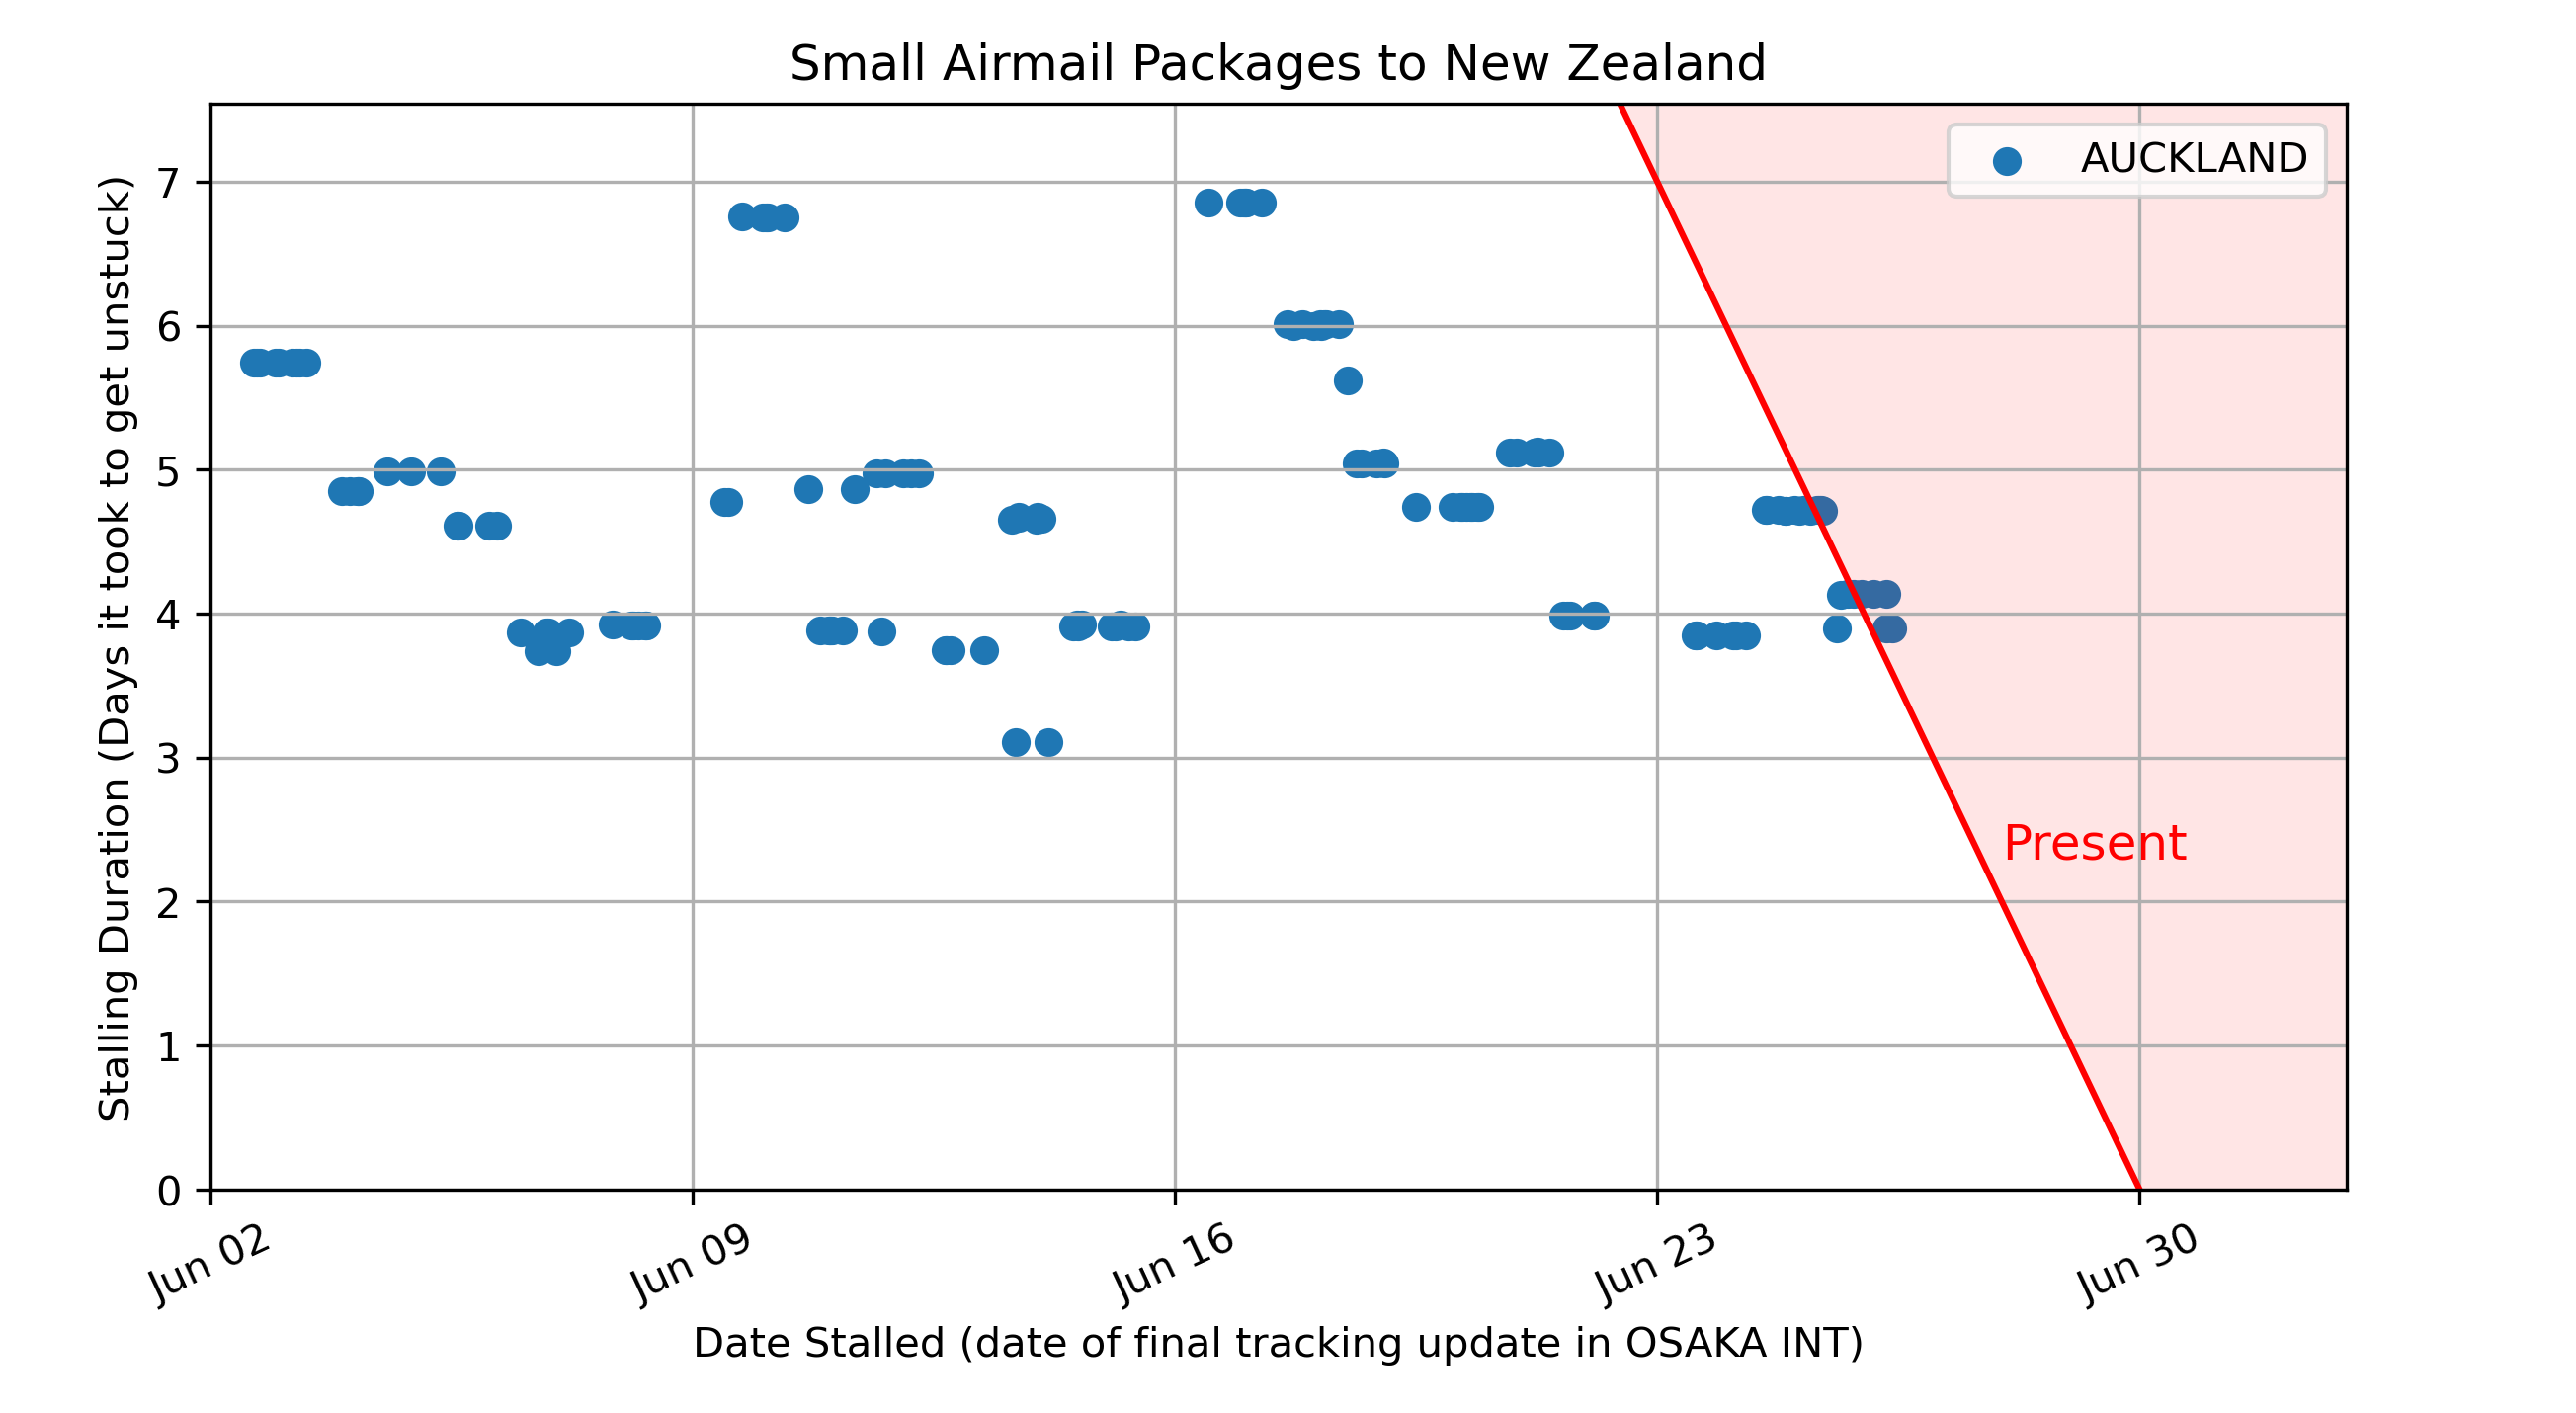 Small Airmail Packages to New Zealand
Stalling Duration (Days it took to get unstuck)
7
6
5
4
3
2
1
0
AUCKLAND
Present
Jun 02
Jun 09
Jun 16
Jun 23
Jun 30
Date Stalled (date of final tracking update in OSAKA INT)